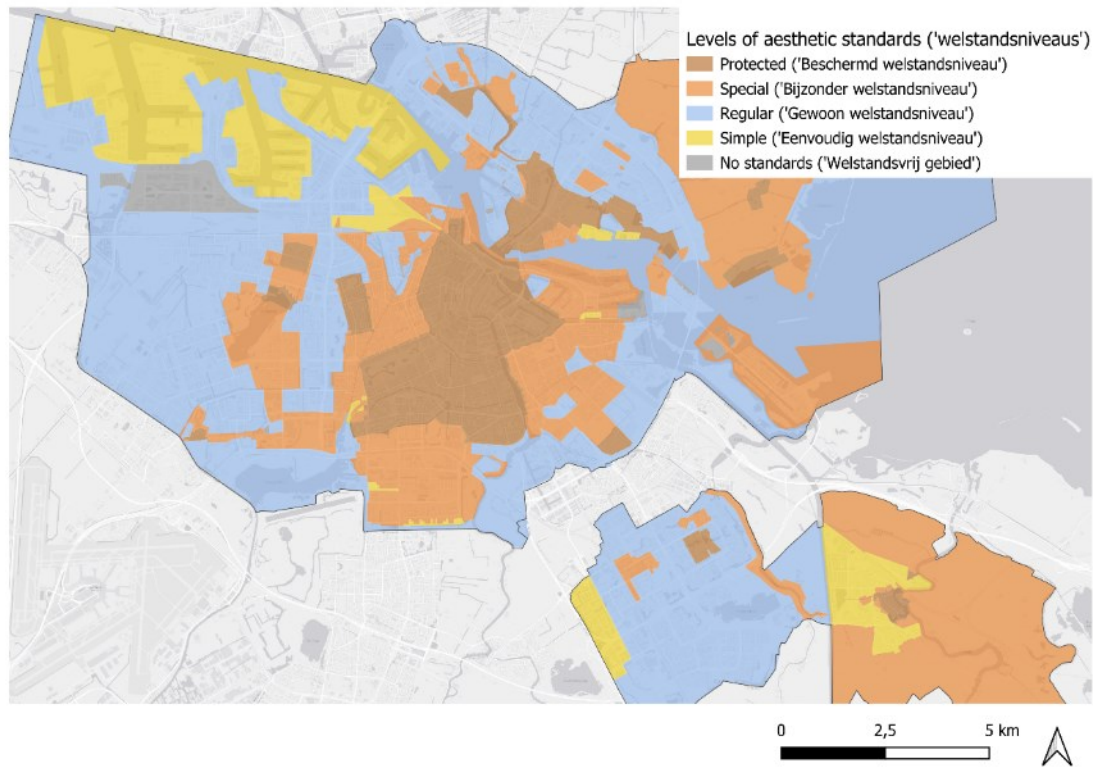 Levels of aesthetic standards ('welstandsniveaus')
Protected ('Beschermd welstandsniveau')
Special ('Bijzonder welstandsniveau')
Regular ('Gewoon welstandsniveau')
Simple ('Eenvoudig welstandsniveau')
No standards ('Welstandsvrij gebied')
0 2,5 5 km